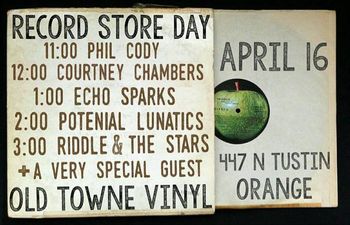 RECORD STORE DAY
11:00 PHIL CODY
12:00 COURTNEY CHAMBERS
1:00 ECHO SPARKS
2:00 POTENIAL LUNATICS
3:00 RIDDLE & THE STARS
+ A VERY SPECIAL GUEST
OLD TOWNE VINYL
APRIL 16
447 N TUSTIN
ORANGE